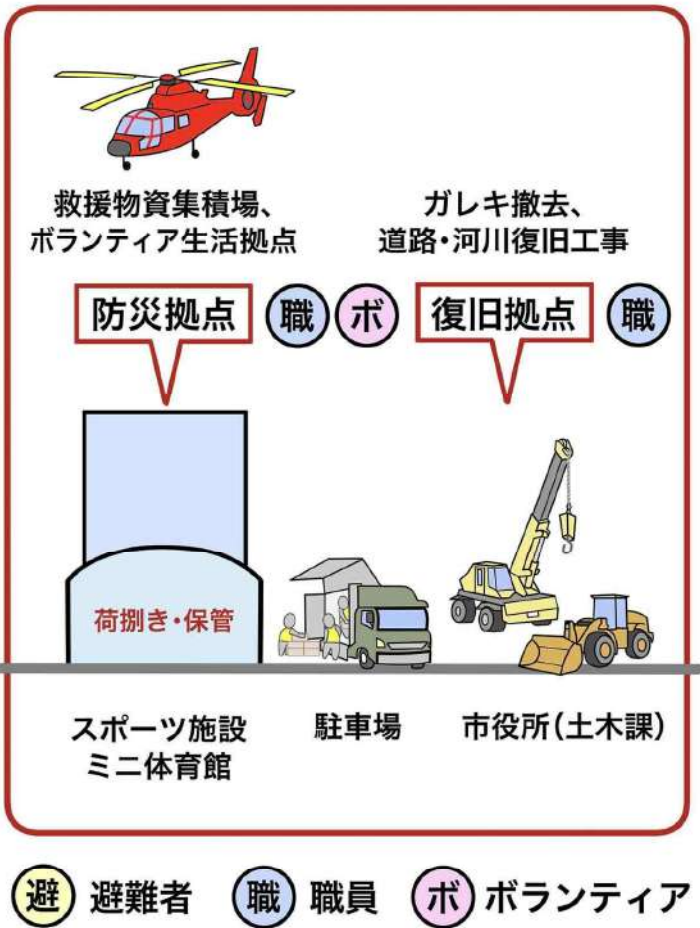 救援物資集積場、
ボランティア生活拠点
ガレキ撤去、
道路・河川復旧工事
防災拠点 職 ボ
復旧拠点 職
荷捌き・保管
スポーツ施設
ミニ体育館
駐車場
市役所（土木課）
避 避難者 職 職員 ボ ボランティア